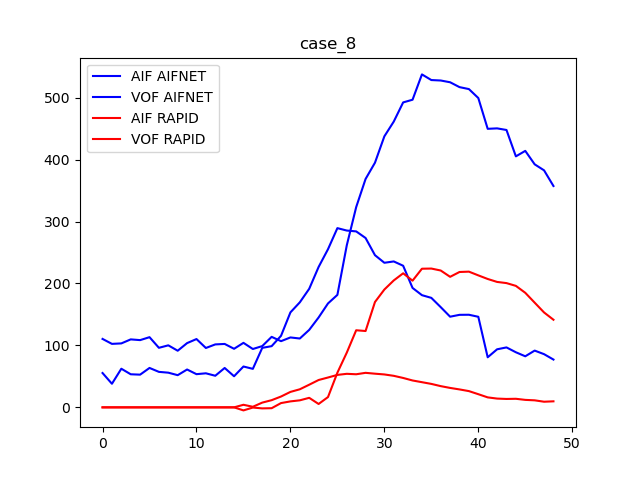 case_8
AIF AIFNET
VOF AIFNET
AIF RAPID
VOF RAPID
500
400
300
200
100
0
0 10 20 30 40 50